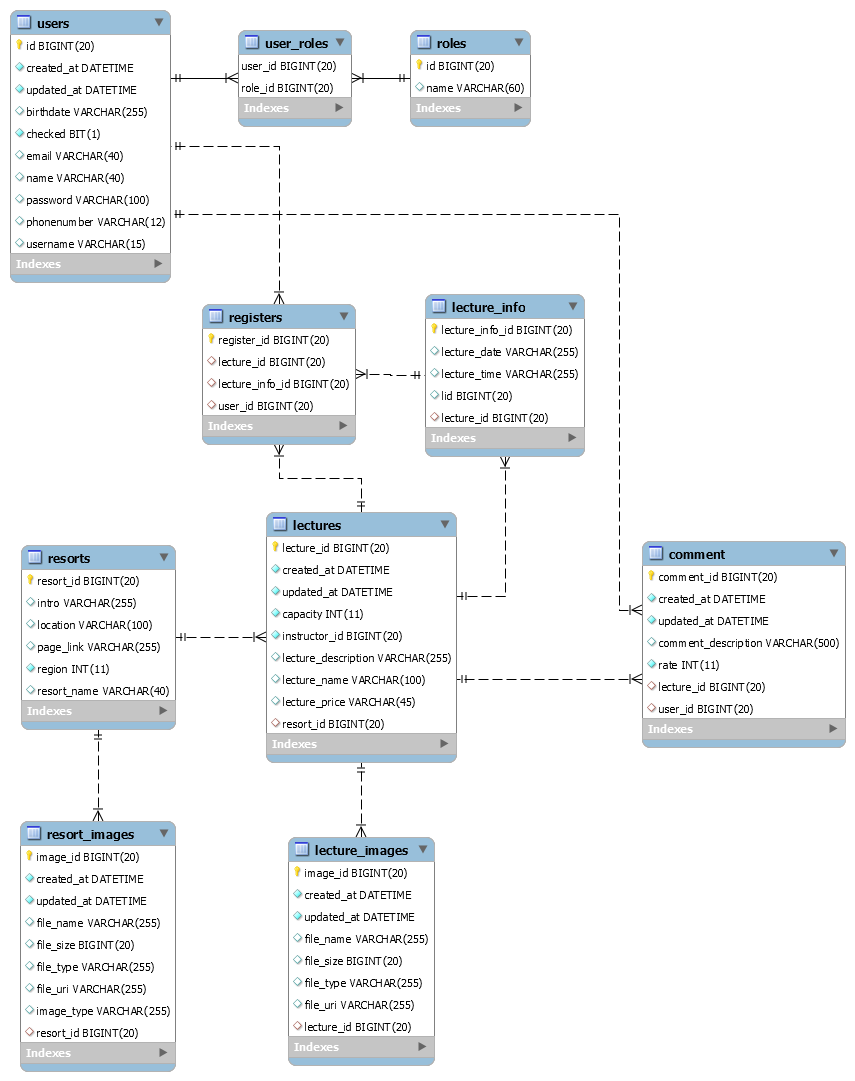 users
id BIGINT(20)
created_at DATETIME
updated_at DATETIME
birthdate VARCHAR(255)
checked BIT(1)
email VARCHAR(40)
name VARCHAR(40)
password VARCHAR(100)
phonenumber VARCHAR(12)
username VARCHAR(15)
Indexes
user_roles
user_id BIGINT(20)
role_id BIGINT(20)
Indexes
roles
id BIGINT(20)
name VARCHAR(60)
Indexes
registers
register_id BIGINT(20)
lecture_id BIGINT(20)
lecture_info_id BIGINT(20)
user_id BIGINT(20)
Indexes
lecture_info
lecture_info_id BIGINT(20)
lecture_date VARCHAR(255)
lecture_time VARCHAR(255)
lid BIGINT(20)
lecture_id BIGINT(20)
Indexes
resorts
resort_id BIGINT(20)
intro VARCHAR(255)
location VARCHAR(100)
page_link VARCHAR(255)
region INT(11)
resort_name VARCHAR(40)
Indexes
lectures
lecture_id BIGINT(20)
created_at DATETIME
updated_at DATETIME
capacity INT(11)
instructor_id BIGINT(20)
lecture_description VARCHAR(255)
lecture_name VARCHAR(100)
lecture_price VARCHAR(45)
resort_id BIGINT(20)
Indexes
comment
comment_id BIGINT(20)
created_at DATETIME
updated_at DATETIME
comment_description VARCHAR(500)
rate INT(11)
lecture_id BIGINT(20)
user_id BIGINT(20)
Indexes
resort_images
image_id BIGINT(20)
created_at DATETIME
updated_at DATETIME
file_name VARCHAR(255)
file_size BIGINT(20)
file_type VARCHAR(255)
file_uri VARCHAR(255)
image_type VARCHAR(255)
resort_id BIGINT(20)
Indexes
lecture_images
image_id BIGINT(20)
created_at DATETIME
updated_at DATETIME
file_name VARCHAR(255)
file_size BIGINT(20)
file_type VARCHAR(255)
file_uri VARCHAR(255)
lecture_id BIGINT(20)
Indexes